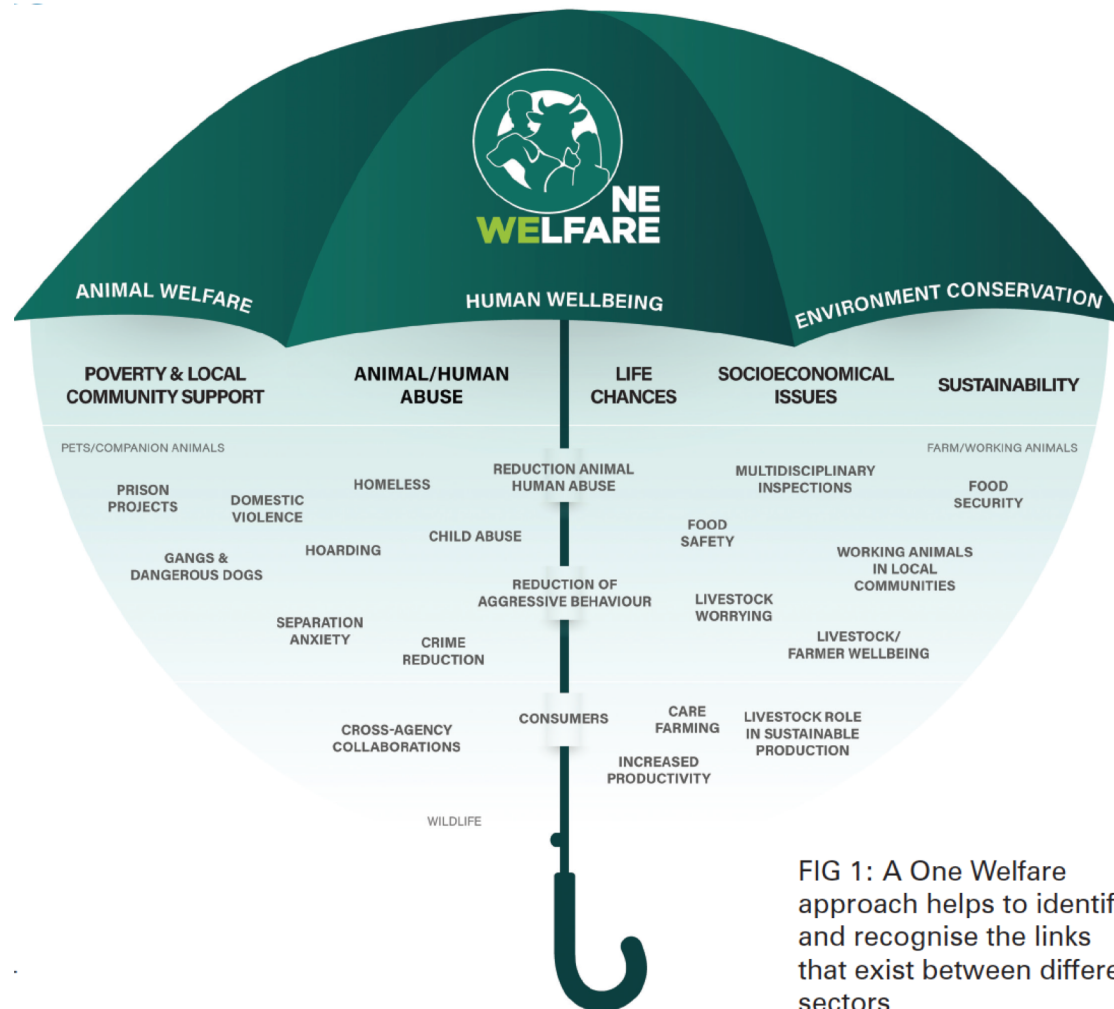 NE
WELFARE
ANIMAL WELFARE
HUMAN WELLBEING
ENVIRONMENT CONSERVATION
POVERTY & LOCAL
COMMUNITY SUPPORT
ANIMAL/HUMAN
ABUSE
LIFE
CHANCES
SOCIOECONOMICAL
ISSUES
SUSTAINABILITY
PETS/COMPANION ANIMALS
FARM/WORKING ANIMALS
PRISON
PROJECTS
DOMESTIC
VIOLENCE
HOMELESS
REDUCTION ANIMAL
HUMAN ABUSE
MULTIDISCIPLINARY
INSPECTIONS
FOOD
SECURITY
GANGS &
DANGEROUS DOGS
HOARDING
CHILD ABUSE
FOOD
SAFETY
WORKING ANIMALS
IN LOCAL
COMMUNITIES
REDUCTION OF
AGGRESSIVE BEHAVIOUR
LIVESTOCK
WORRYING
SEPARATION
ANXIETY
CRIME
REDUCTION
LIVESTOCK/
FARMER WELLBEING
CROSS-AGENCY
COLLABORATIONS
CONSUMERS
CARE
FARMING
LIVESTOCK ROLE
IN SUSTAINABLE
PRODUCTION
INCREASED
PRODUCTIVITY
WILDLIFE
FIG 1: A One Welfare
approach helps to identif
and recognise the links
that exist between differe
sectors